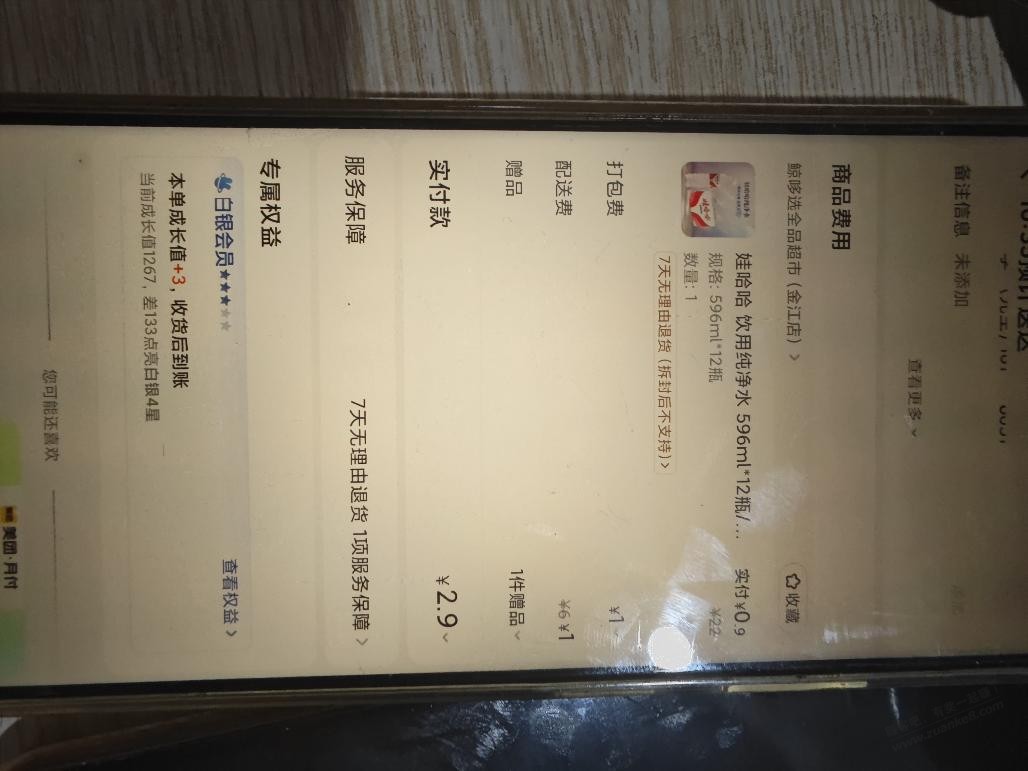 备注信息 未添加
查看更多
商品费用
鲸哆选全品超市（金江店）
收藏
娃哈哈 饮用纯净水 596ml*12瓶/...
实付 ¥0.9
规格：596ml*12瓶
¥22
数量：1
7天无理由退货（拆封后不支持）
打包费
¥1
配送费
¥6 ¥1
赠品
1件赠品
实付款
¥2.9
服务保障
7天无理由退货 1项服务保障
专属权益
白银会员
查看权益
本单成长值+3，收货后到账
当前成长值1267，差133点亮白银4星
您可能还喜欢
美团·月付